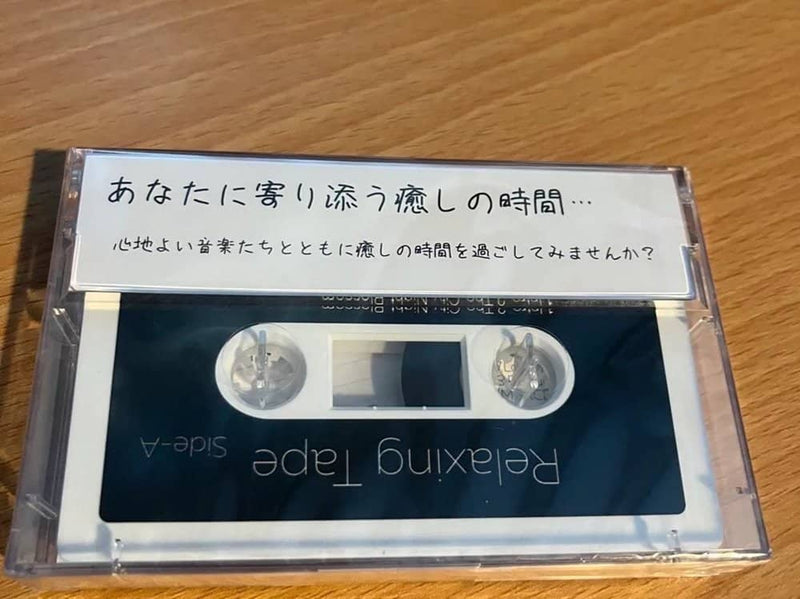 あなたに寄り添う癒しの時間…
心地よい音楽たちとともに癒しの時間を過ごしてみませんか？
Relaxing Tape
Side-A